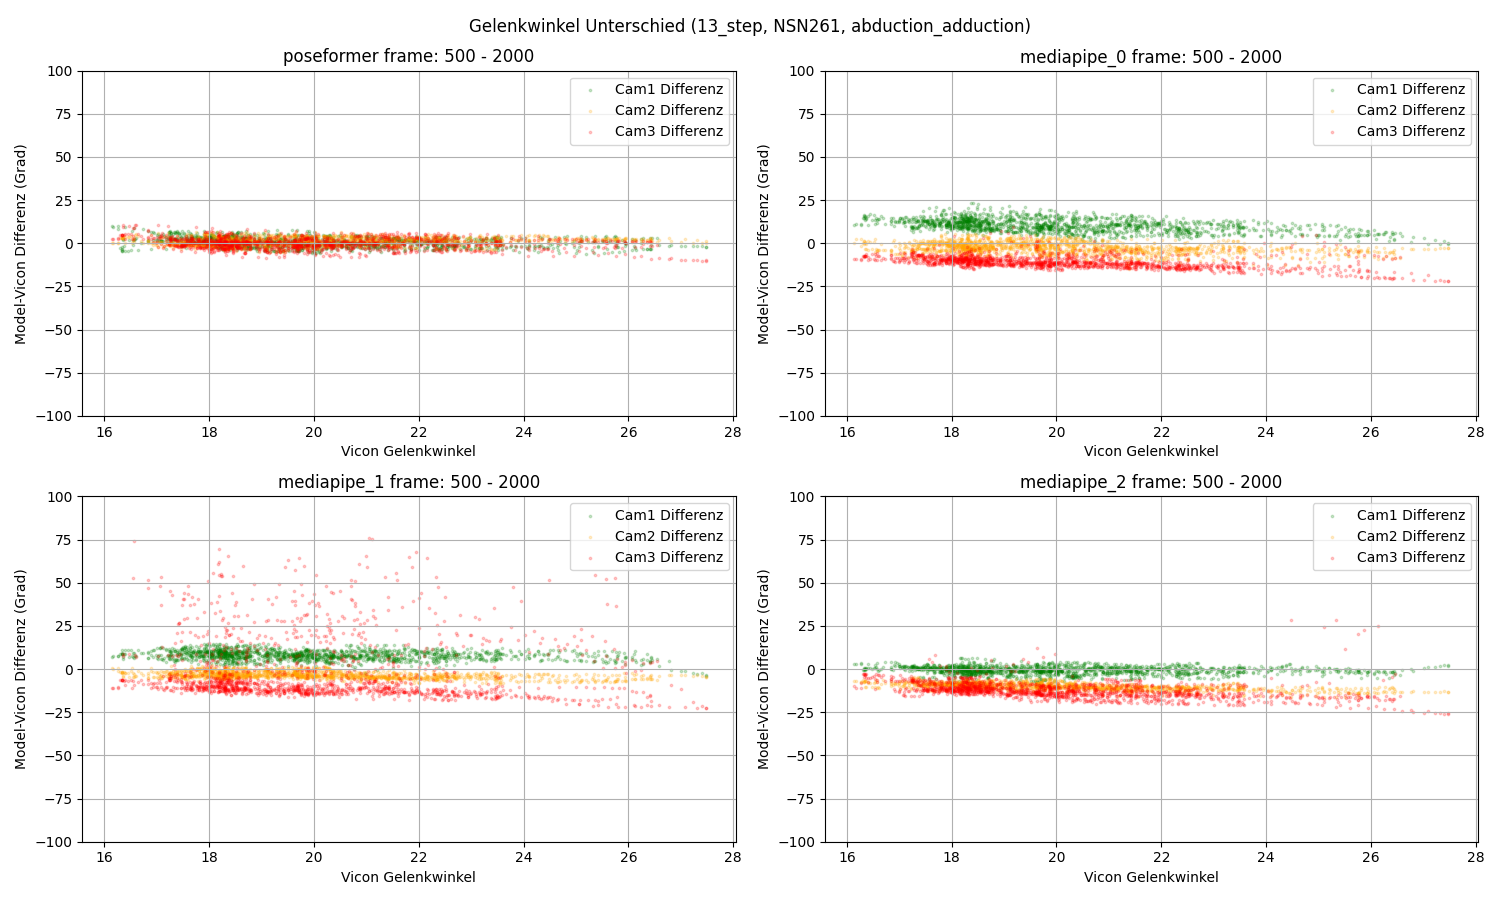 Gelenkwinkel Unterschied (13_step, NSN261, abduction_adduction)
poseformer frame: 500 - 2000
100
75
50
25
0
−25
−50
−75
−100
Model-Vicon Differenz (Grad)
Cam1 Differenz
Cam2 Differenz
Cam3 Differenz
16 18 20 22 24 26 28
Vicon Gelenkwinkel
mediapipe_0 frame: 500 - 2000
100
75
50
25
0
−25
−50
−75
−100
Model-Vicon Differenz (Grad)
Cam1 Differenz
Cam2 Differenz
Cam3 Differenz
16 18 20 22 24 26 28
Vicon Gelenkwinkel
mediapipe_1 frame: 500 - 2000
100
75
50
25
0
−25
−50
−75
−100
Model-Vicon Differenz (Grad)
Cam1 Differenz
Cam2 Differenz
Cam3 Differenz
16 18 20 22 24 26 28
Vicon Gelenkwinkel
mediapipe_2 frame: 500 - 2000
100
75
50
25
0
−25
−50
−75
−100
Model-Vicon Differenz (Grad)
Cam1 Differenz
Cam2 Differenz
Cam3 Differenz
16 18 20 22 24 26 28
Vicon Gelenkwinkel